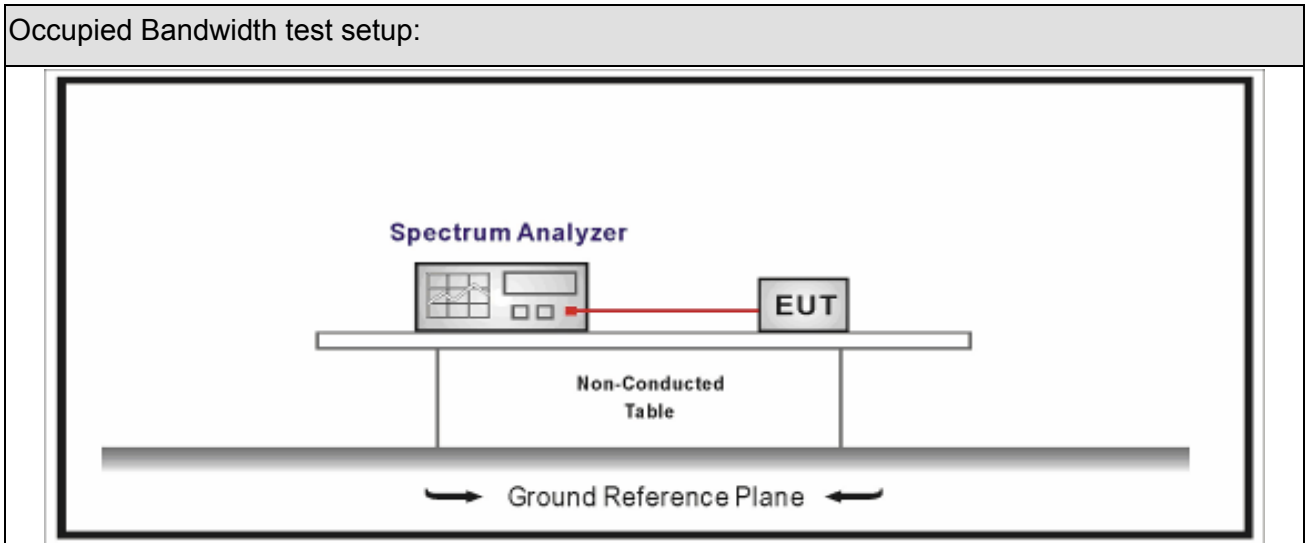 Occupied Bandwidth test setup:
Spectrum Analyzer
EUT
Non-Conducted
Table
Ground Reference Plane